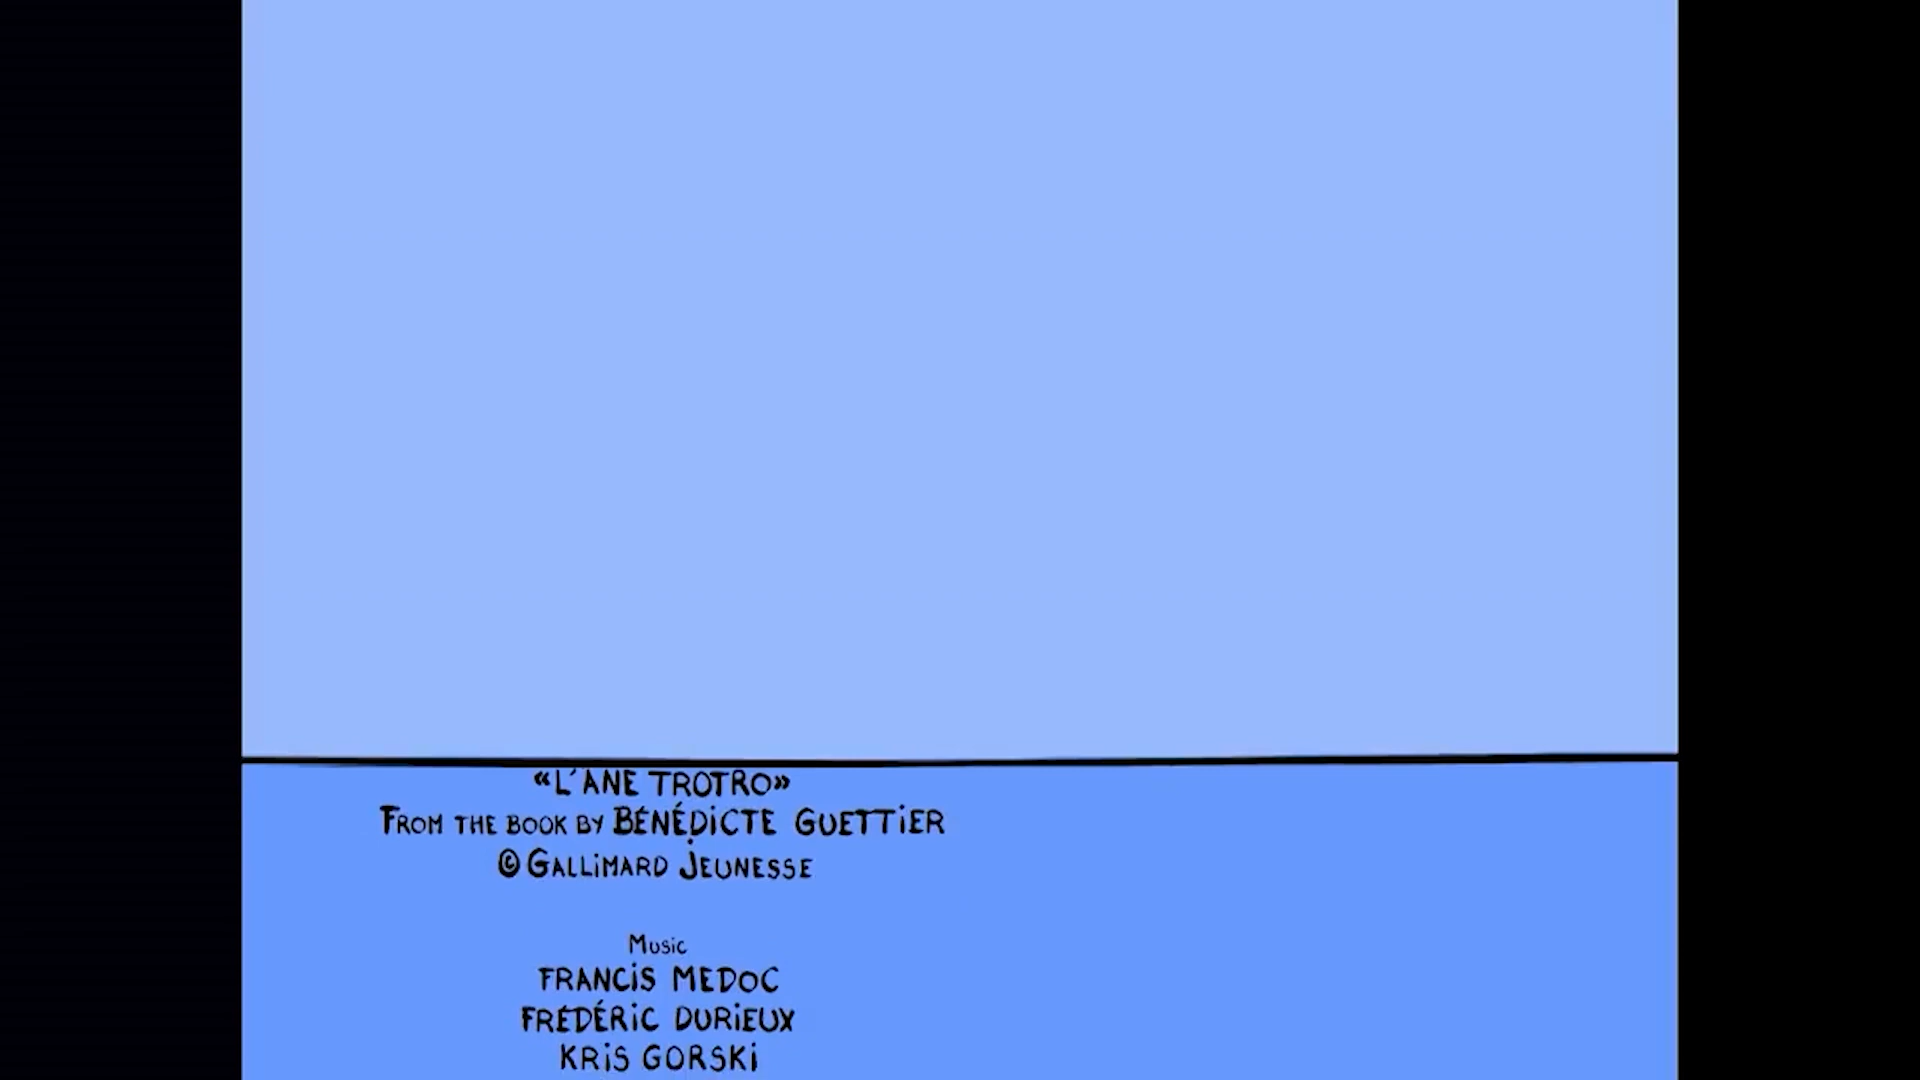 «L'ANE TROTRO»
FROM THE BOOK BY BÉNÉDICTE GUETTIER
© GALLIMARD JEUNESSE
Music
FRANCIS MEDOC
FRÉDÉRIC DURIEUX
KRIS GORSKI